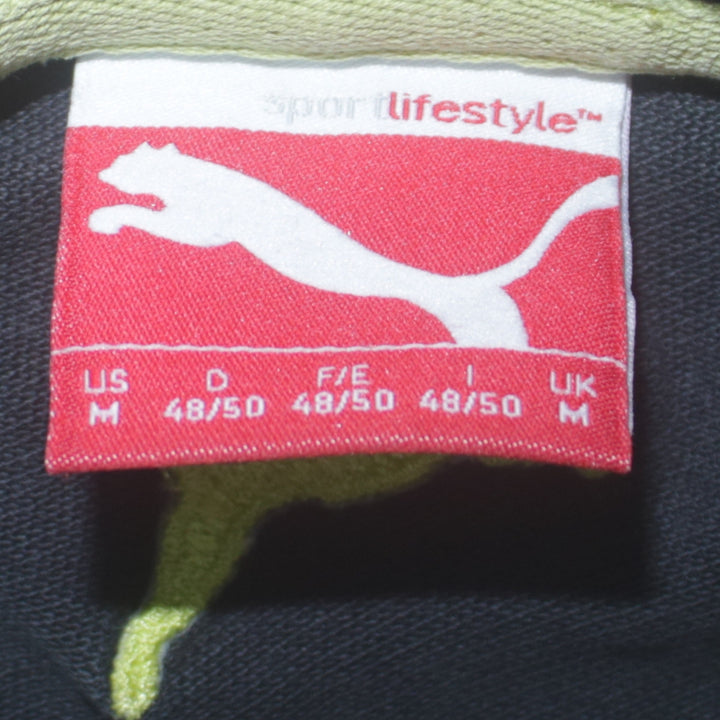 sportlifestyle™
US D F/E I UK
M 48/50 48/50 48/50 M